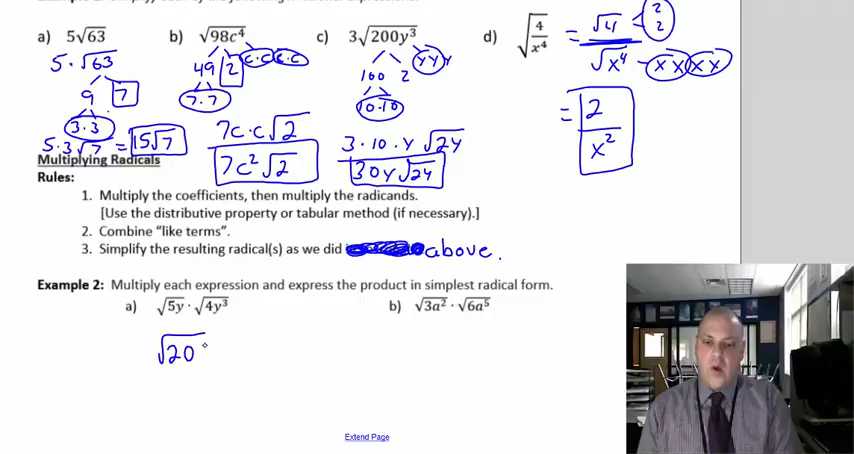 a) 5√63 b) √98c⁴ c) 3√200y³ d) √4/x⁴ = √4/√x⁴ 2 2
5·√63 49 2 c·c c·c 100 2 yy y xx xx
9 7 7·7 10·10
3·3
5·3√7 = 15√7 7c·c√2 3·10·y√2y = 2/x²
7c²√2 30y√2y
Multiplying Radicals
Rules:
1. Multiply the coefficients, then multiply the radicands.
[Use the distributive property or tabular method (if necessary).]
2. Combine “like terms”.
3. Simplify the resulting radical(s) as we did above.
Example 2: Multiply each expression and express the product in simplest radical form.
a) √5y · √4y³ b) √3a² · √6a⁵
√20
Extend Page